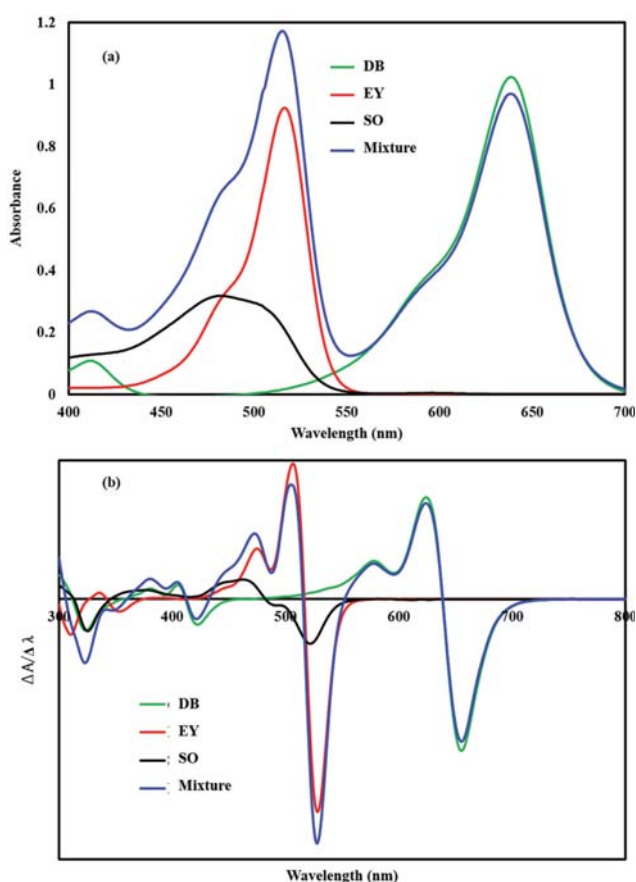 1.2
(a)
DB
EY
SO
Mixture
1
0.8
0.6
0.4
0.2
0
Absorbance
400 450 500 550 600 650 700
Wavelength (nm)
(b)
300 400 500 600 700 800
ΔA/Δ λ
DB
EY
SO
Mixture
Wavelength (nm)